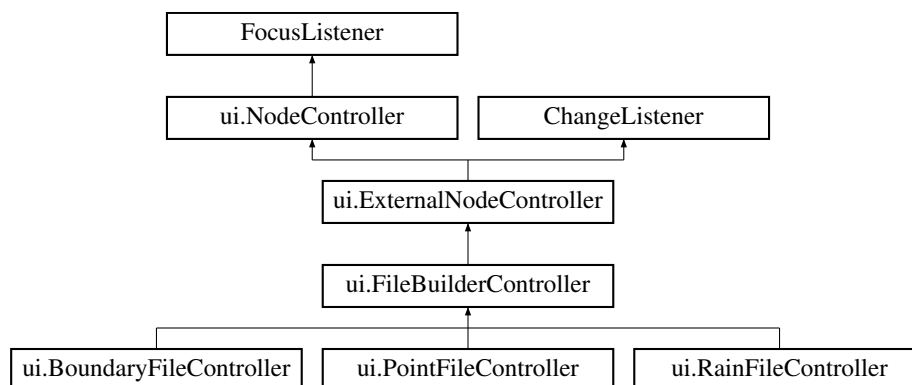 FocusListener
ui.NodeController
ChangeListener
ui.ExternalNodeController
ui.FileBuilderController
ui.BoundaryFileController
ui.PointFileController
ui.RainFileController